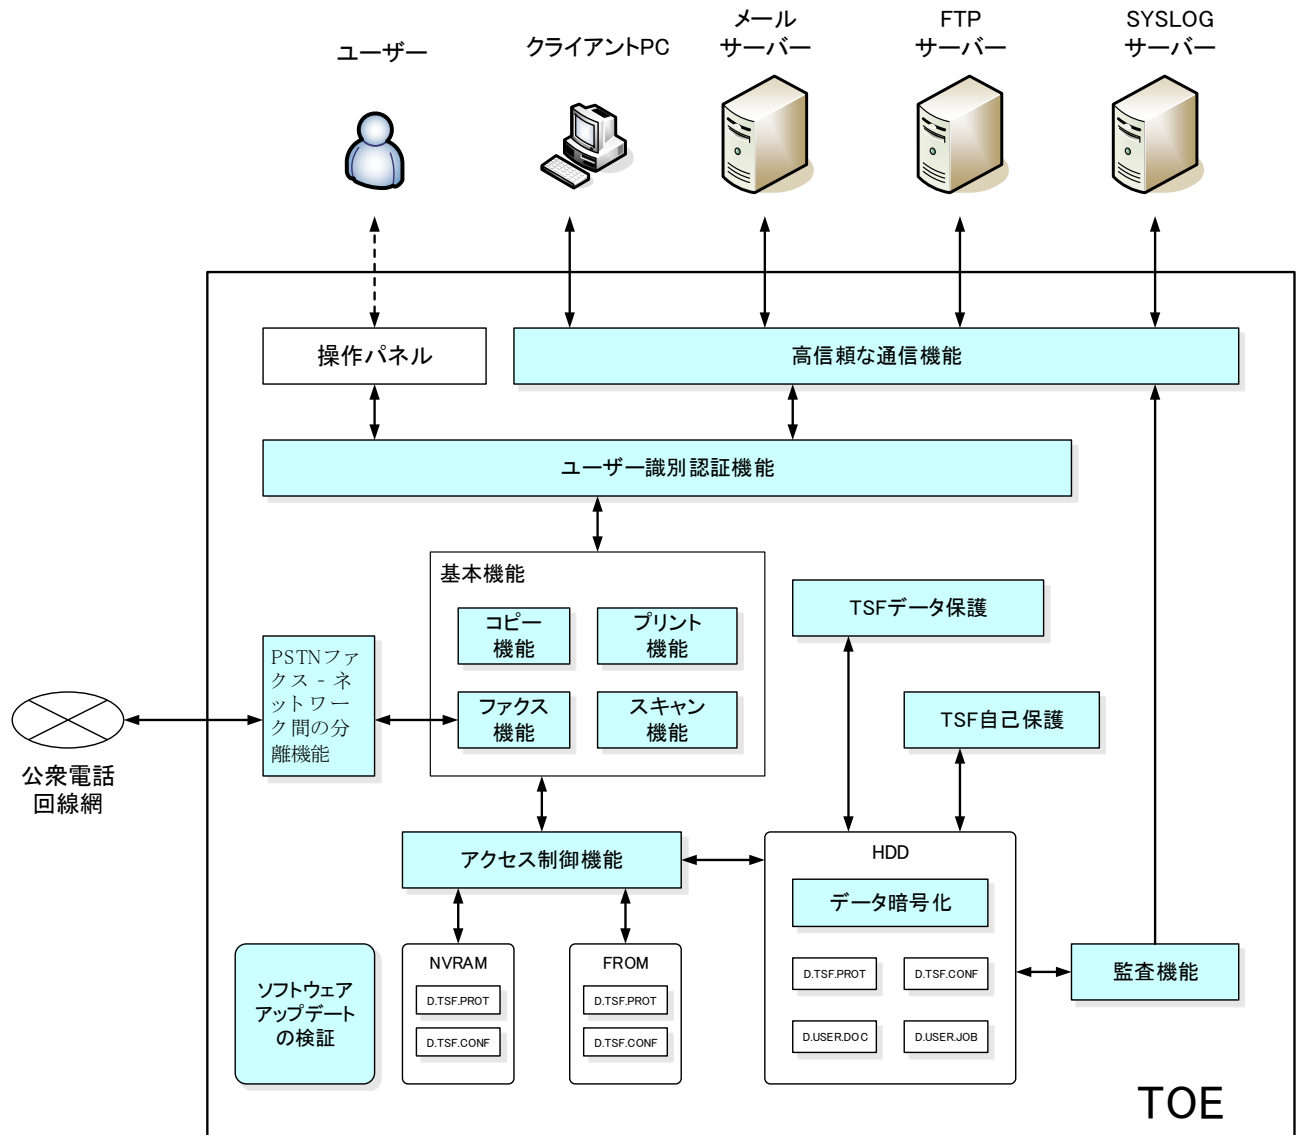 ユーザー
クライアントPC
メール
サーバー
FTP
サーバー
SYSLOG
サーバー
操作パネル
高信頼な通信機能
ユーザー識別認証機能
基本機能
コピー
機能
プリント
機能
ファクス
機能
スキャン
機能
TSFデータ保護
TSF自己保護
PSTNファ
クス - ネ
ットワー
ク間の分
離機能
公衆電話
回線網
アクセス制御機能
HDD
データ暗号化
D.TSF.PROT
D.TSF.CONF
D.USER.DOC
D.USER.JOB
監査機能
NVRAM
D.TSF.PROT
D.TSF.CONF
FROM
D.TSF.PROT
D.TSF.CONF
ソフトウェア
アップデート
の検証
TOE